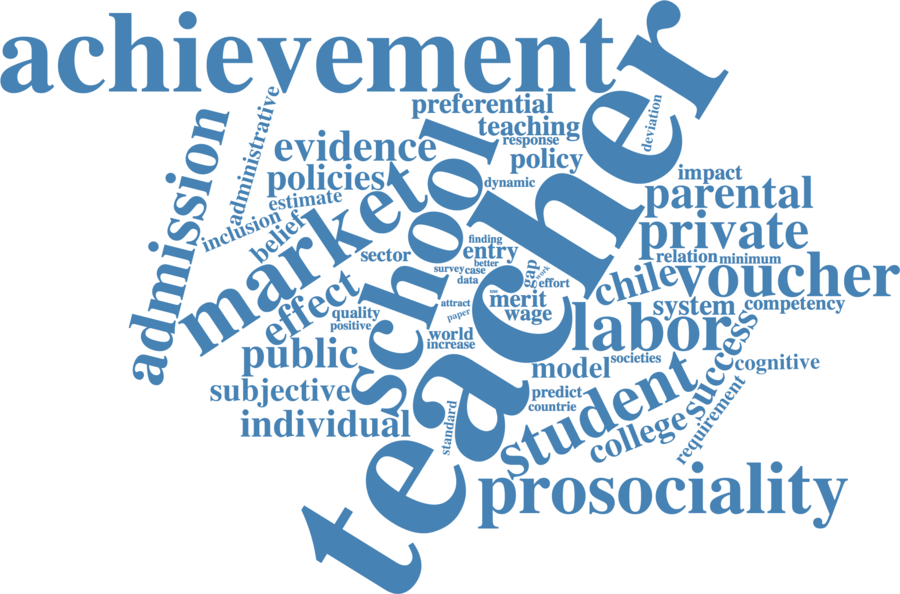 achievement
teacher
preferential
teaching
response
deviation
administrative
admission
evidence
policy
policies
school
dynamic
impact
estimate
market
parental
inclusion
belief
private
finding
sector
entry
relation
minimum
better
survey
case
gap
work
chile
voucher
data
effort
effect
use
merit
system
competency
attract
quality
paper
wage
positive
labor
world
increase
success
public
model
societies
cognitive
subjective
student
predict
countrie
requirement
individual
standard
college
prosociality